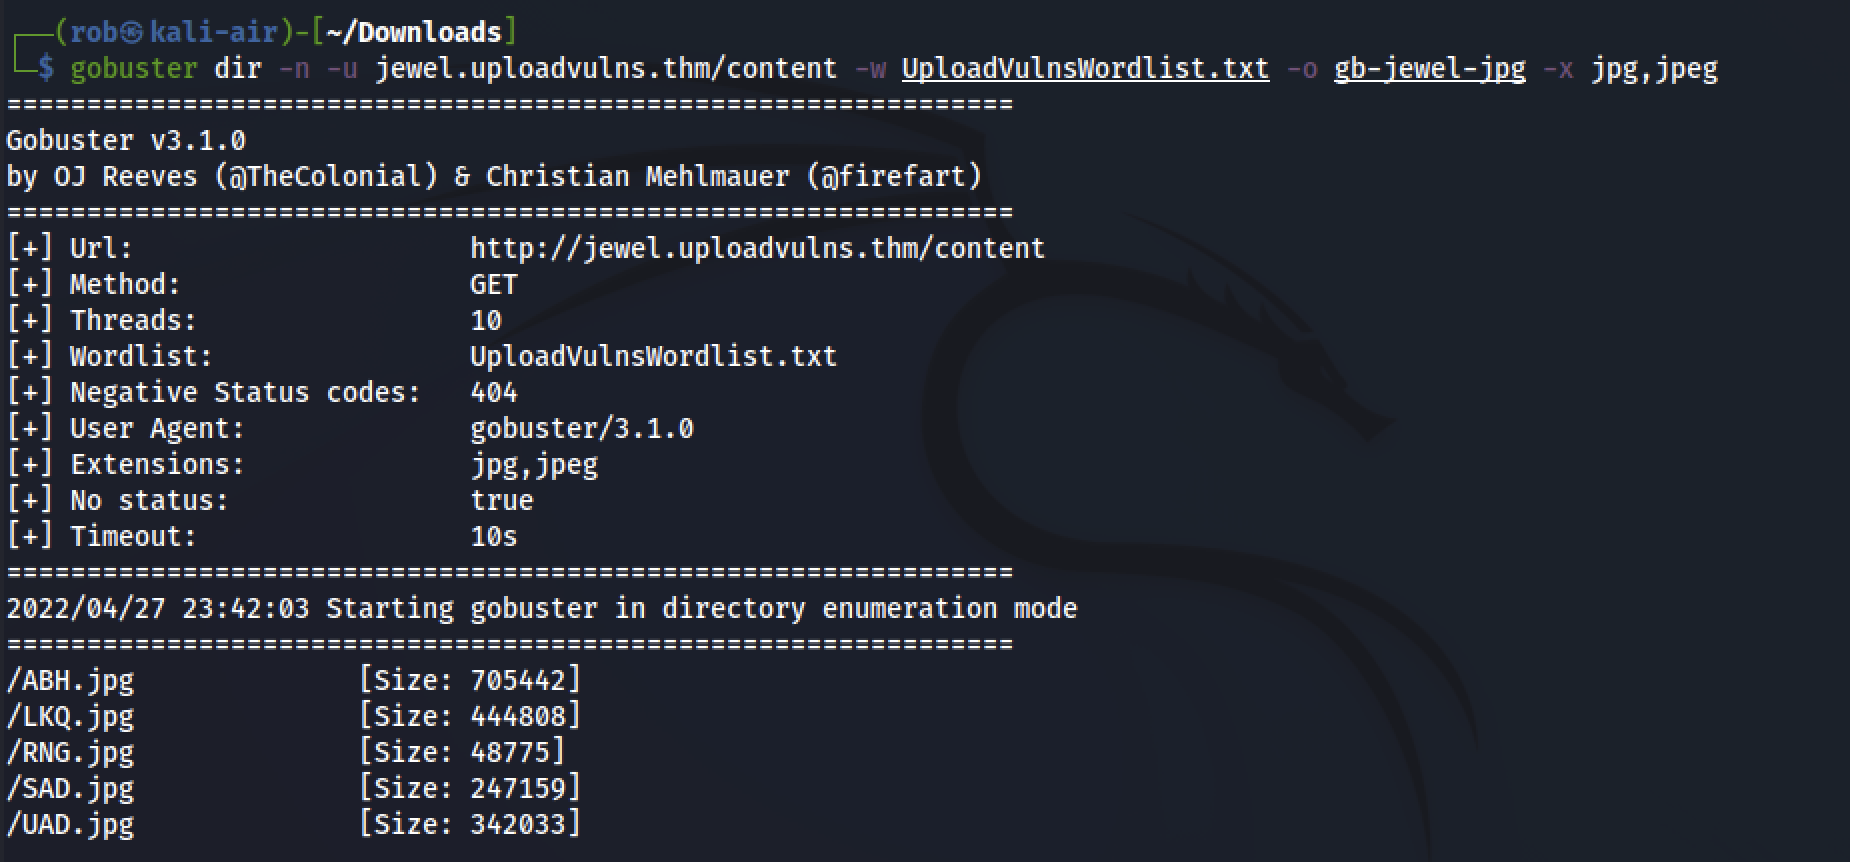 (rob㉿kali-air)-[~/Downloads]
$ gobuster dir -n -u jewel.uploadvulns.thm/content -w UploadVulnsWordlist.txt -o gb-jewel-jpg -x jpg,jpeg
===============================================================
Gobuster v3.1.0
by OJ Reeves (@TheColonial) & Christian Mehlmauer (@firefart)
===============================================================
[+] Url:                     http://jewel.uploadvulns.thm/content
[+] Method:                  GET
[+] Threads:                 10
[+] Wordlist:                UploadVulnsWordlist.txt
[+] Negative Status codes:   404
[+] User Agent:              gobuster/3.1.0
[+] Extensions:              jpg,jpeg
[+] No status:               true
[+] Timeout:                 10s
===============================================================
2022/04/27 23:42:03 Starting gobuster in directory enumeration mode
===============================================================
/ABH.jpg              [Size: 705442]
/LKQ.jpg              [Size: 444808]
/RNG.jpg              [Size: 48775]
/SAD.jpg              [Size: 247159]
/UAD.jpg              [Size: 342033]